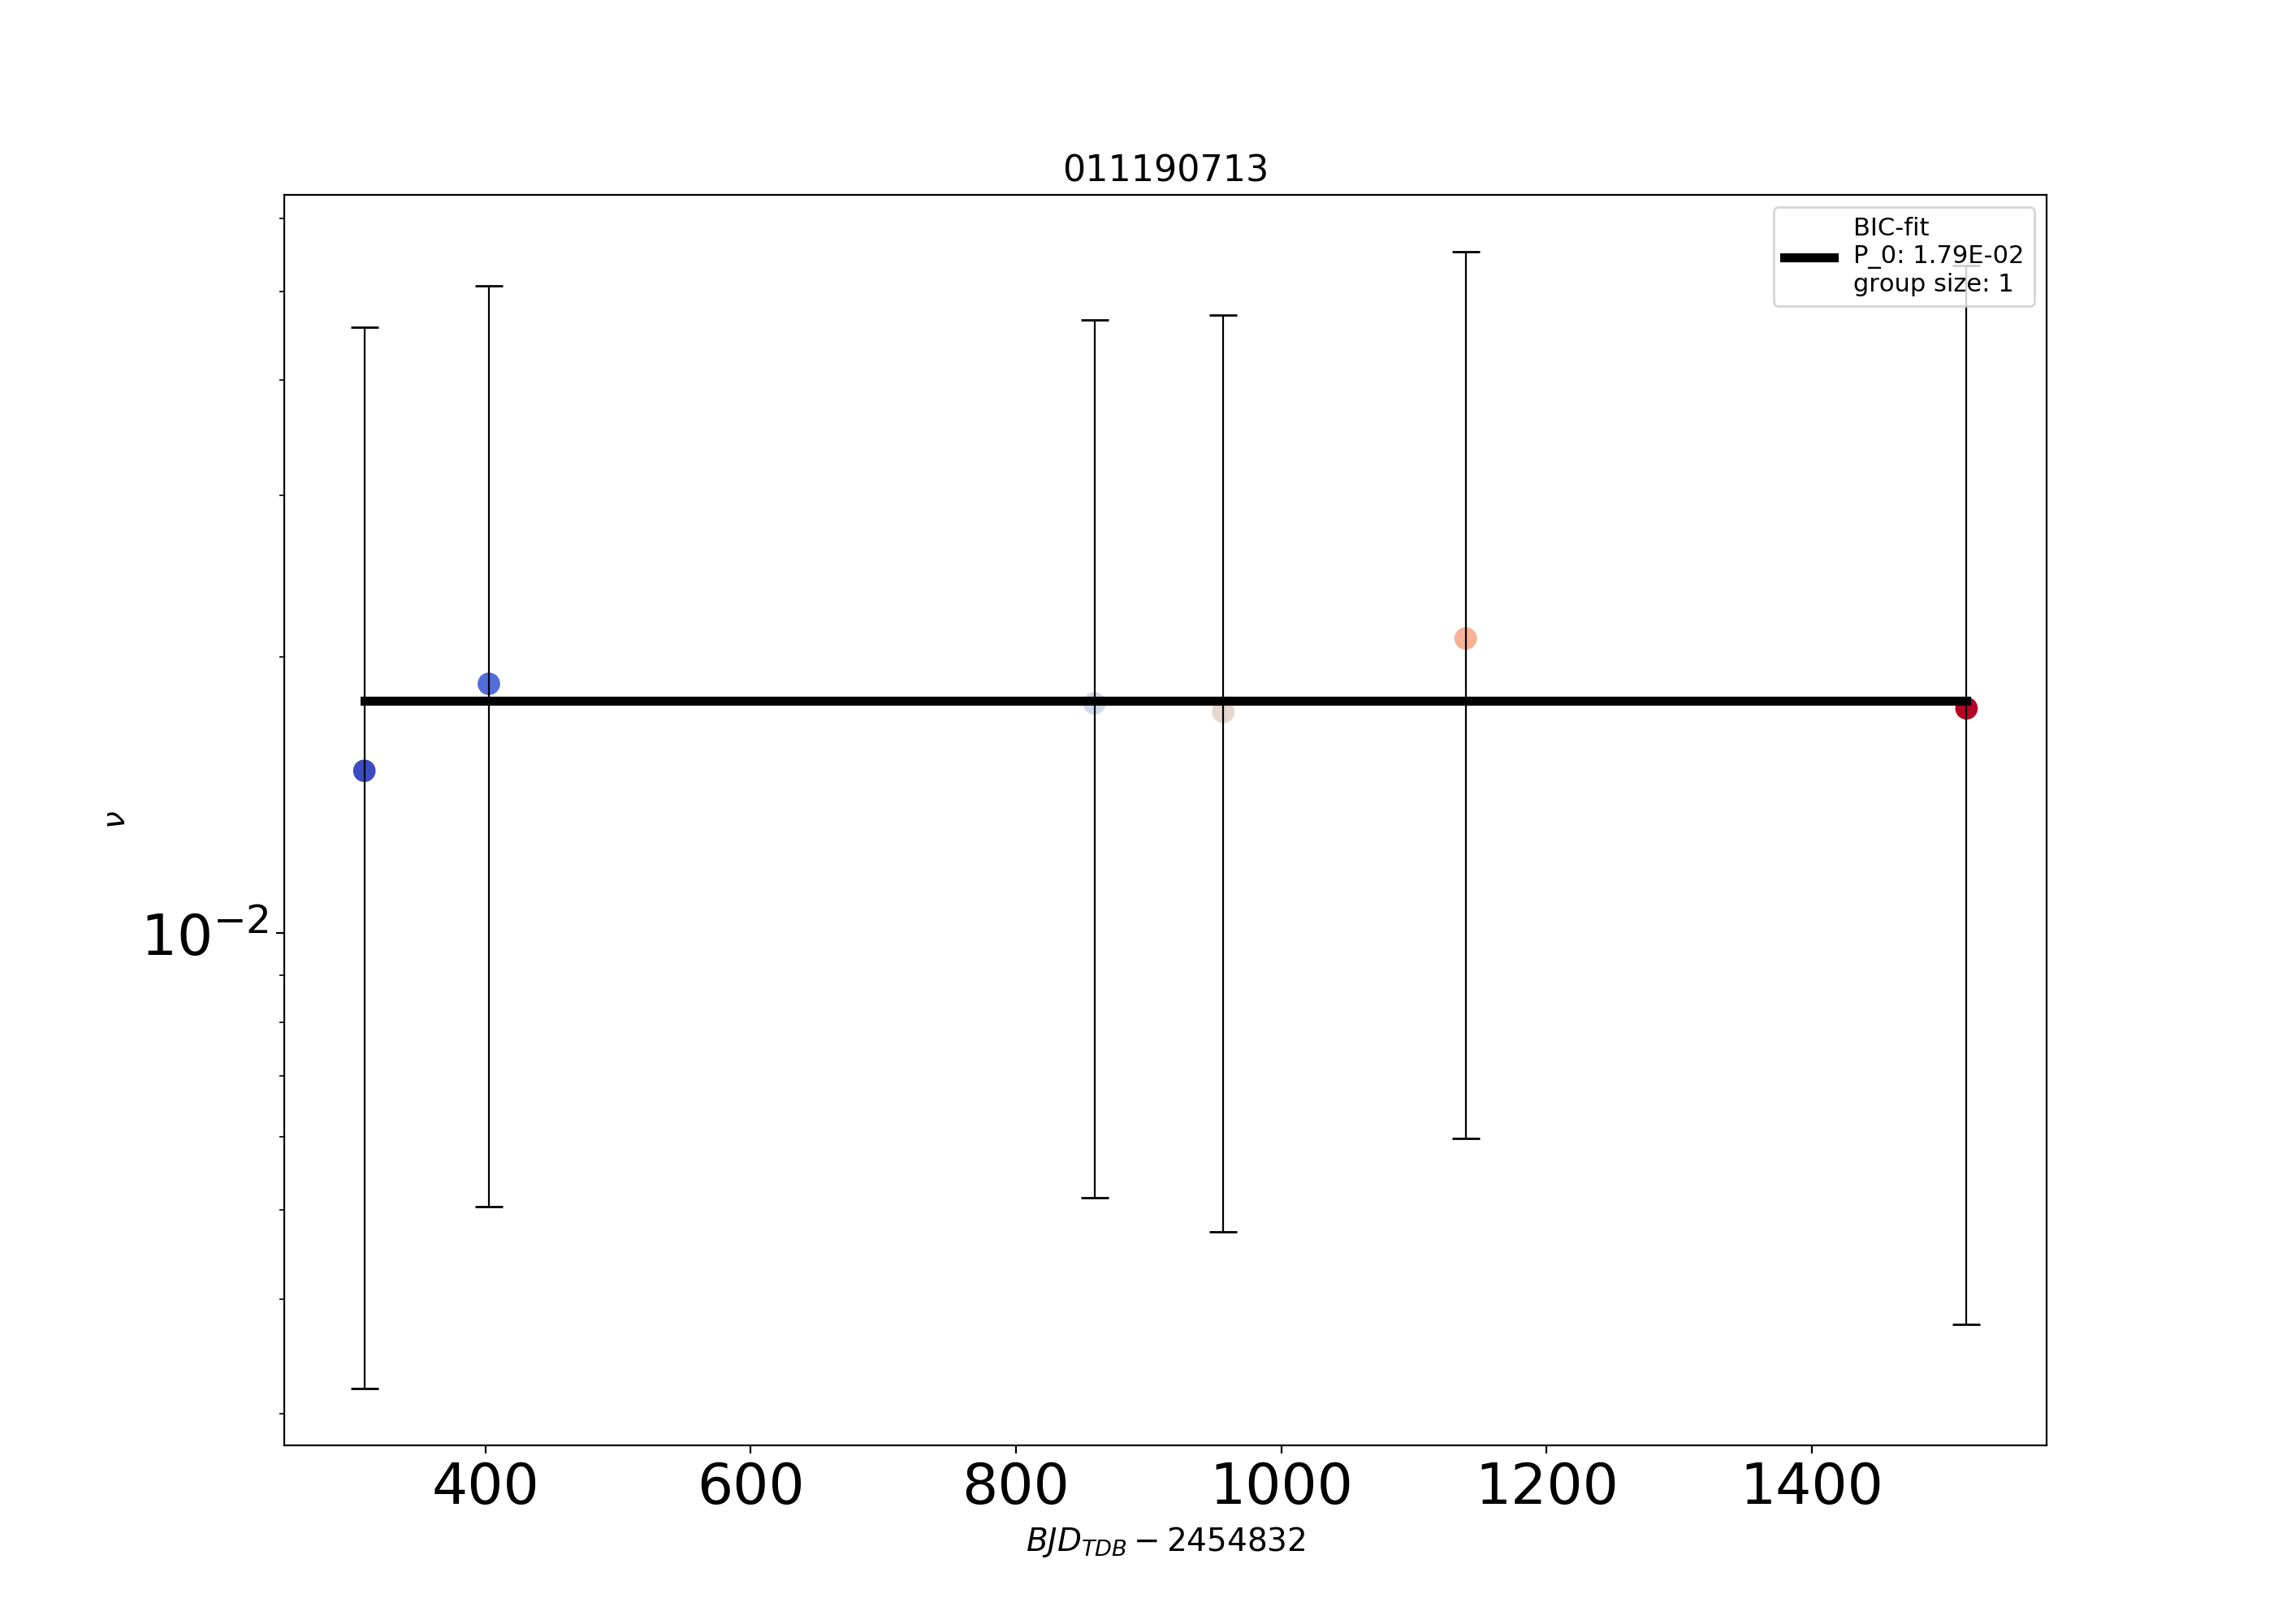 011190713
BIC-fit
P_0: 1.79E-02
group size: 1
ν
10⁻²
400 600 800 1000 1200 1400
BJD_TDB − 2454832